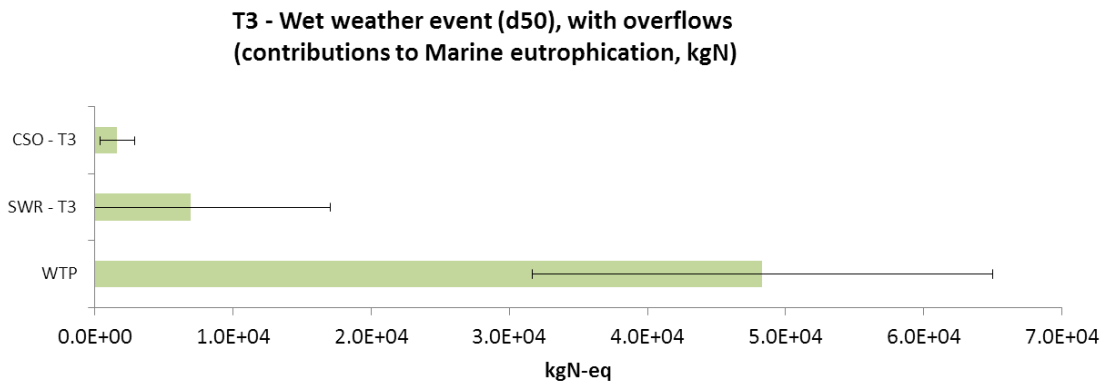 T3 - Wet weather event (d50), with overflows
(contributions to Marine eutrophication, kgN)
CSO - T3
SWR - T3
WTP
0.0E+00 1.0E+04 2.0E+04 3.0E+04 4.0E+04 5.0E+04 6.0E+04 7.0E+04
kgN-eq